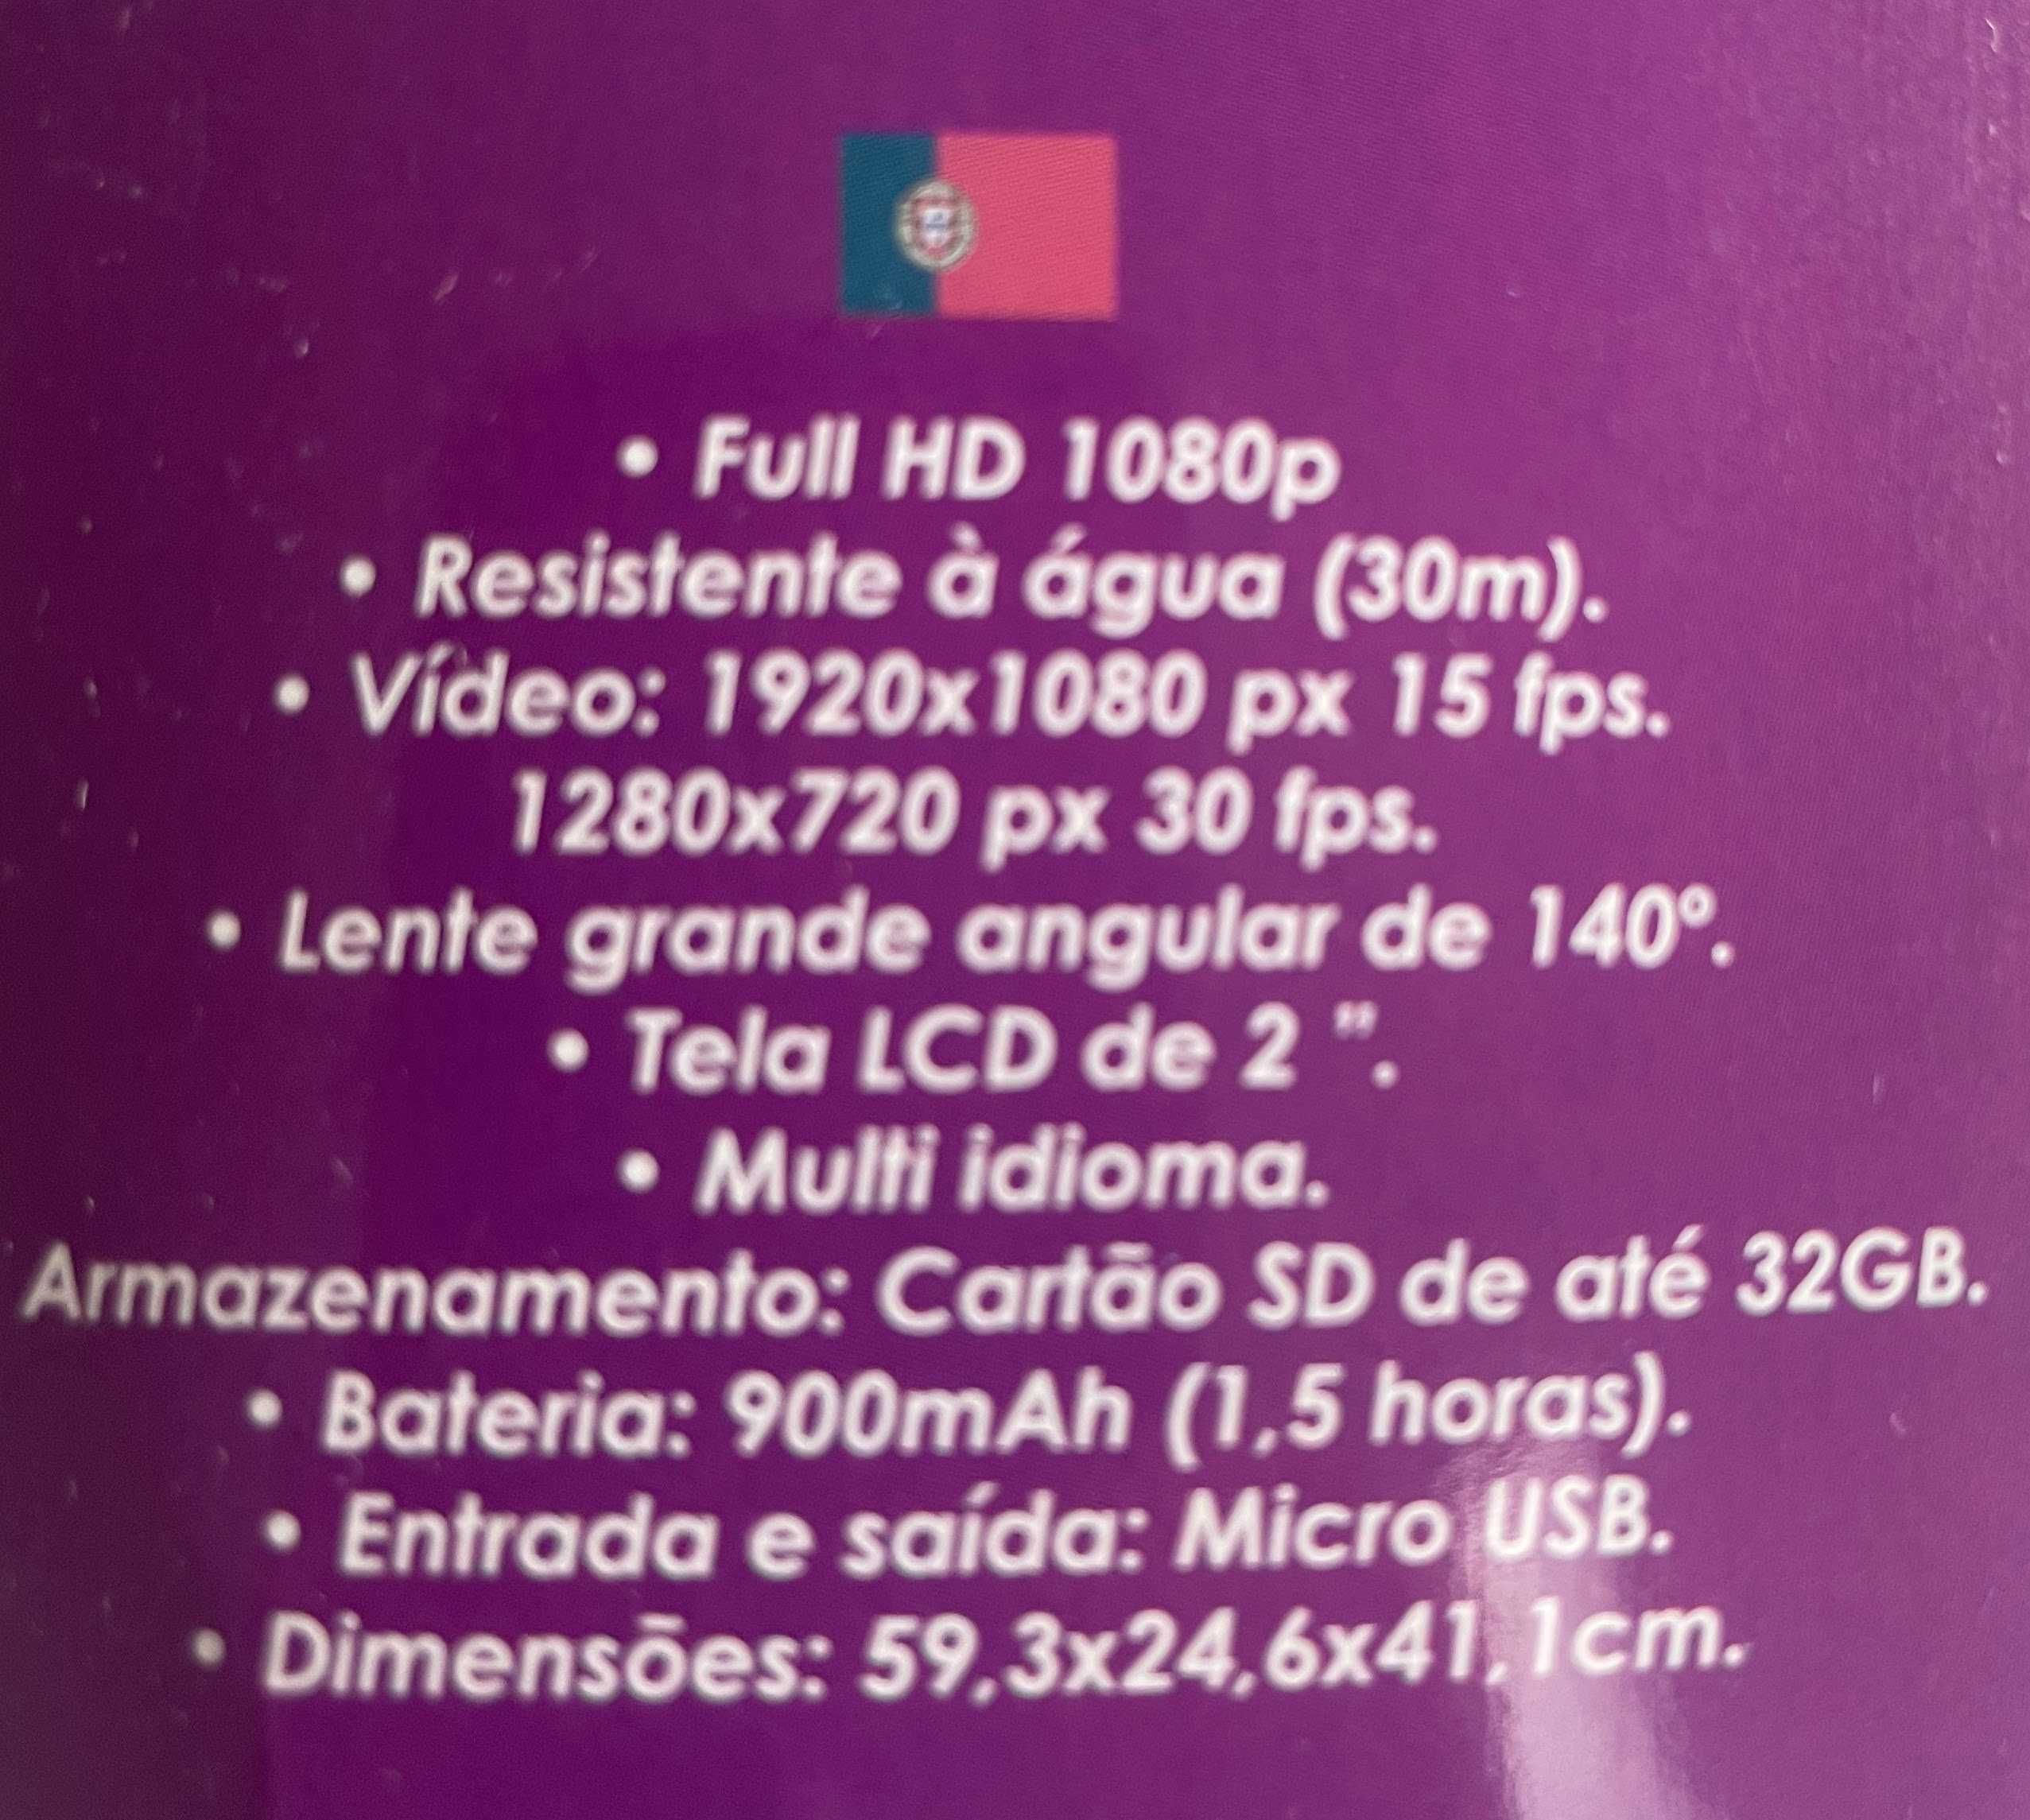 • Full HD 1080p
• Resistente à água (30m).
• Vídeo: 1920x1080 px 15 fps.
1280x720 px 30 fps.
• Lente grande angular de 140º.
• Tela LCD de 2 ".
• Multi idioma.
Armazenamento: Cartão SD de até 32GB.
• Bateria: 900mAh (1,5 horas).
• Entrada e saída: Micro USB.
• Dimensões: 59,3x24,6x41,1cm.